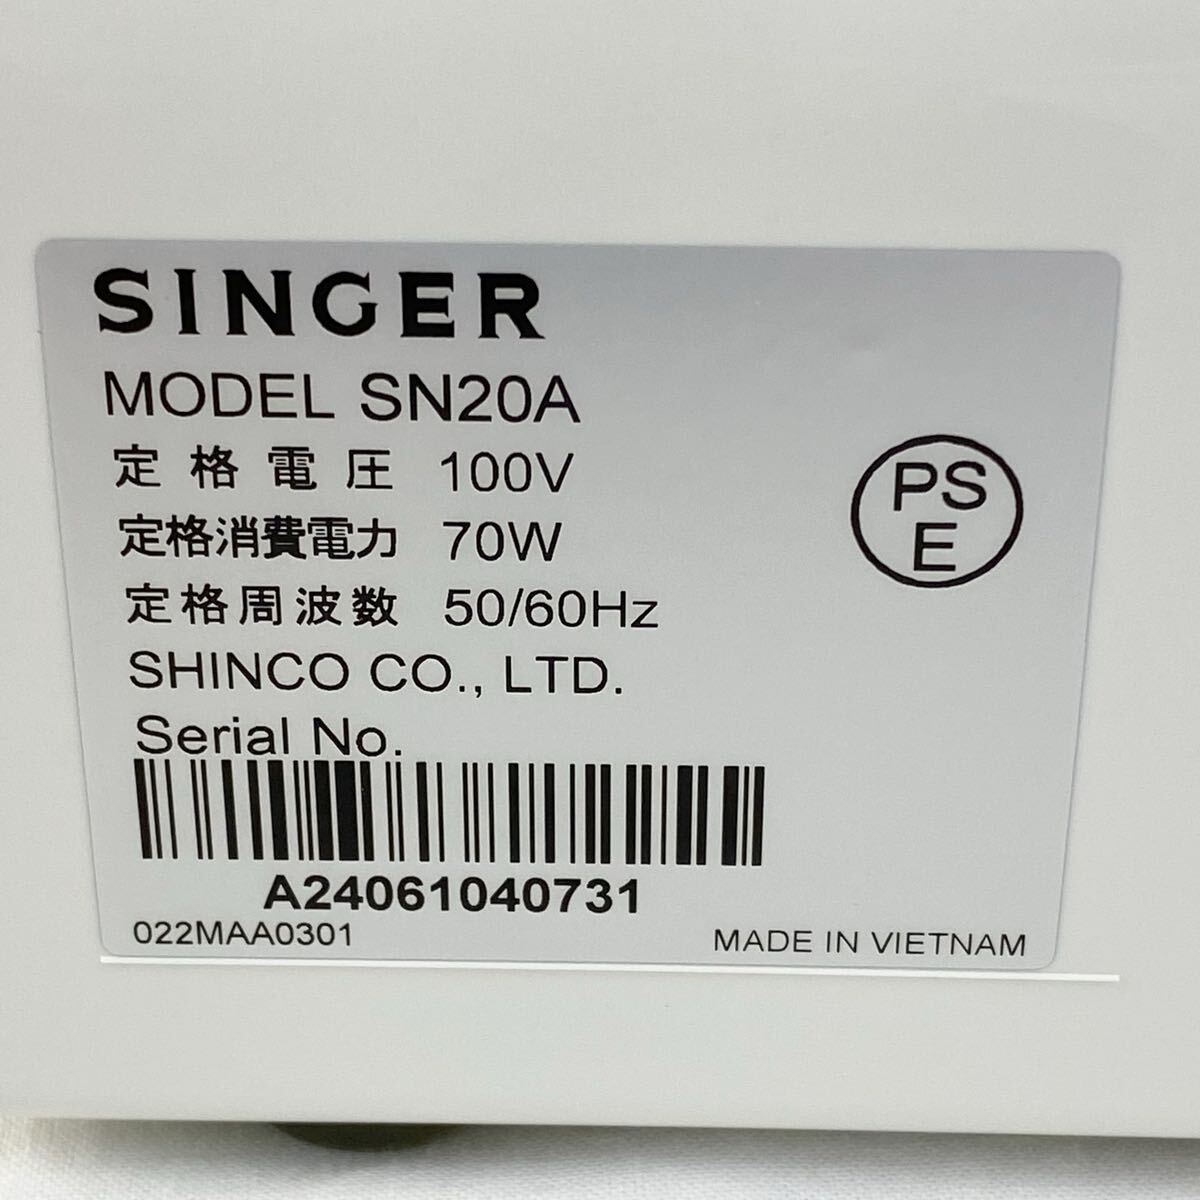 SINGER
MODEL SN20A
定格電圧 100V
定格消費電力 70W
定格周波数 50/60Hz
PS
E
SHINCO CO., LTD.
Serial No.
A24061040731
022MAA0301
MADE IN VIETNAM